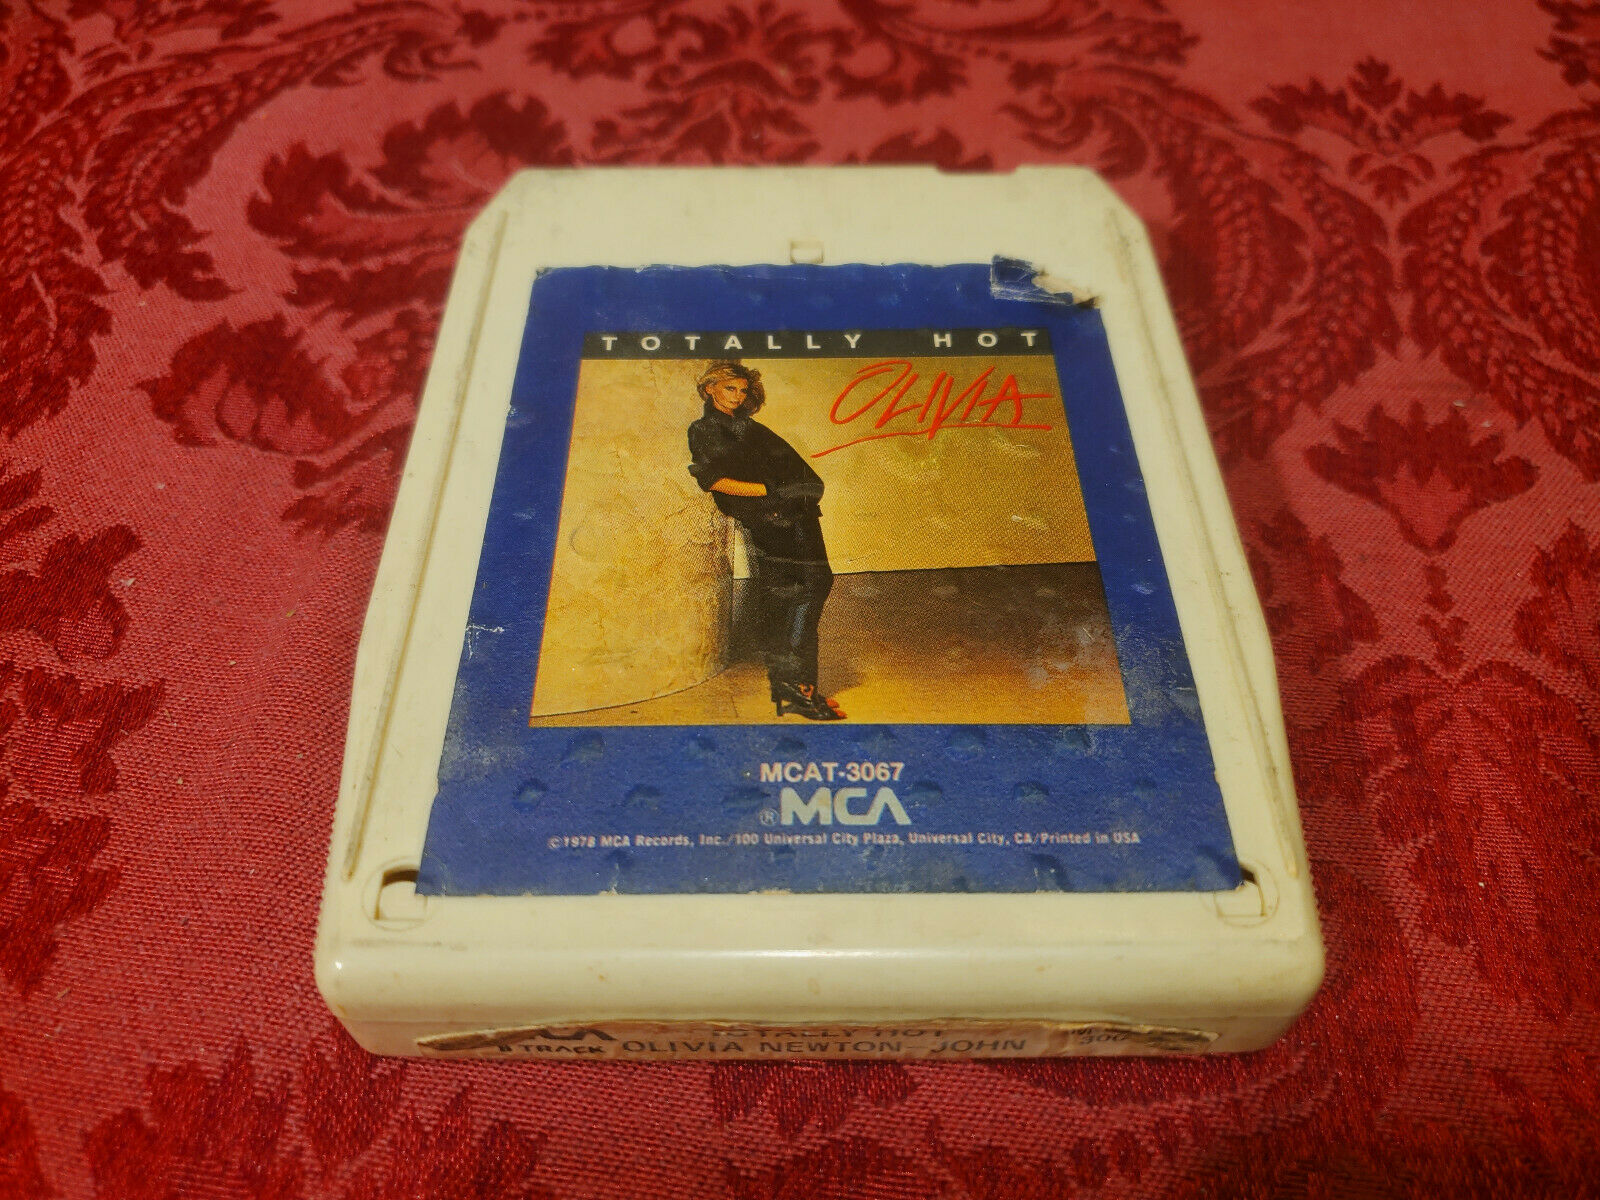 TOTALLY HOT
OLIVIA
MCAT-3067
® MCA
©1978 MCA Records, Inc./100 Universal City Plaza, Universal City, CA/Printed in USA
TOTALLY HOT
8 TRACK OLIVIA NEWTON-JOHN